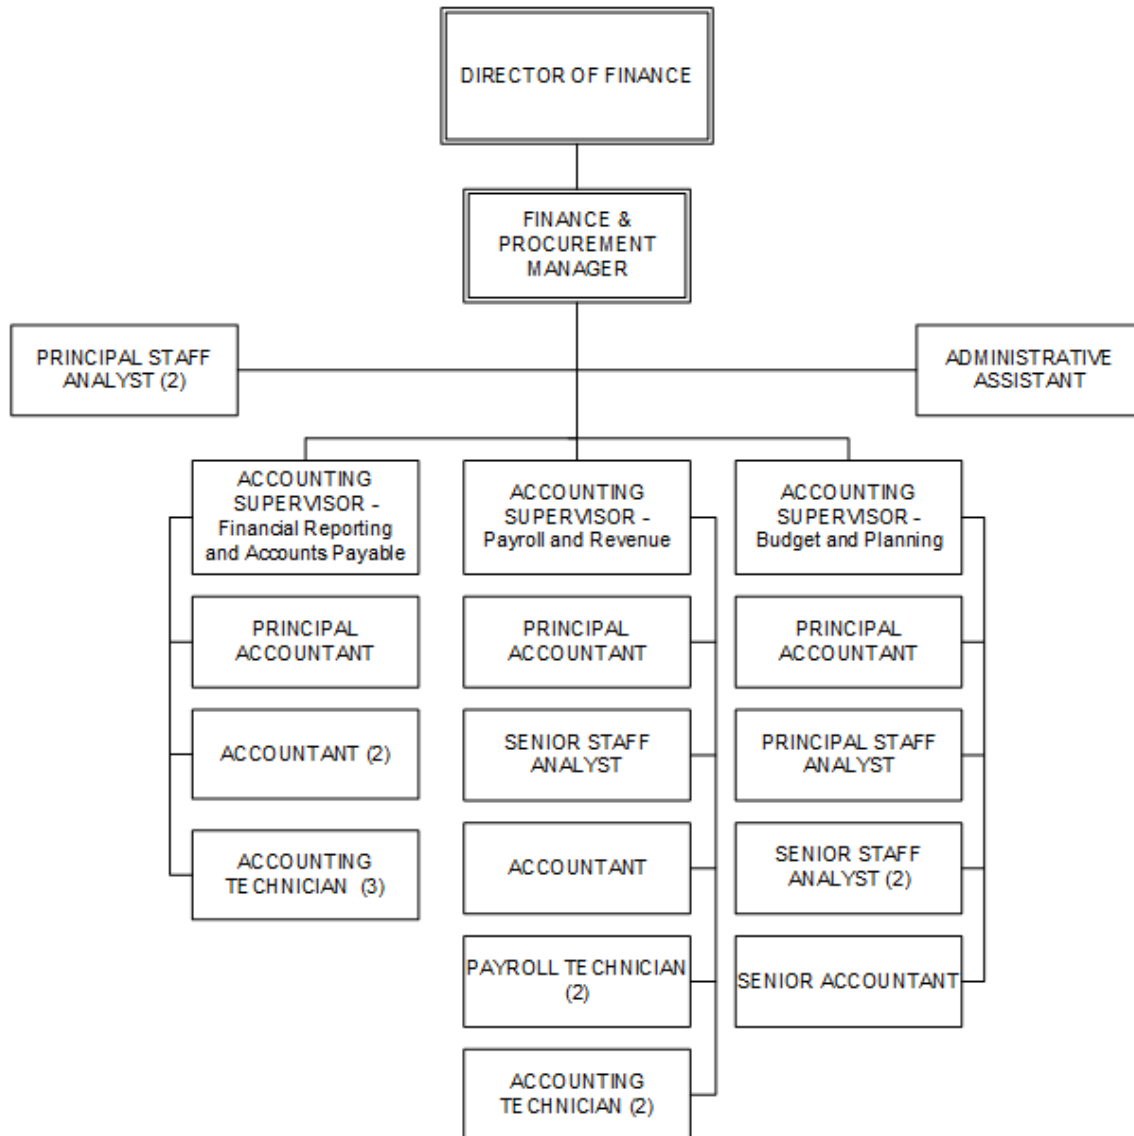 DIRECTOR OF FINANCE
FINANCE &
PROCUREMENT
MANAGER
PRINCIPAL STAFF
ANALYST (2)
ADMINISTRATIVE
ASSISTANT
ACCOUNTING
SUPERVISOR -
Financial Reporting
and Accounts Payable
PRINCIPAL
ACCOUNTANT
ACCOUNTANT (2)
ACCOUNTING
TECHNICIAN (3)
ACCOUNTING
SUPERVISOR -
Payroll and Revenue
PRINCIPAL
ACCOUNTANT
SENIOR STAFF
ANALYST
ACCOUNTANT
PAYROLL TECHNICIAN
(2)
ACCOUNTING
TECHNICIAN (2)
ACCOUNTING
SUPERVISOR -
Budget and Planning
PRINCIPAL
ACCOUNTANT
PRINCIPAL STAFF
ANALYST
SENIOR STAFF
ANALYST (2)
SENIOR ACCOUNTANT